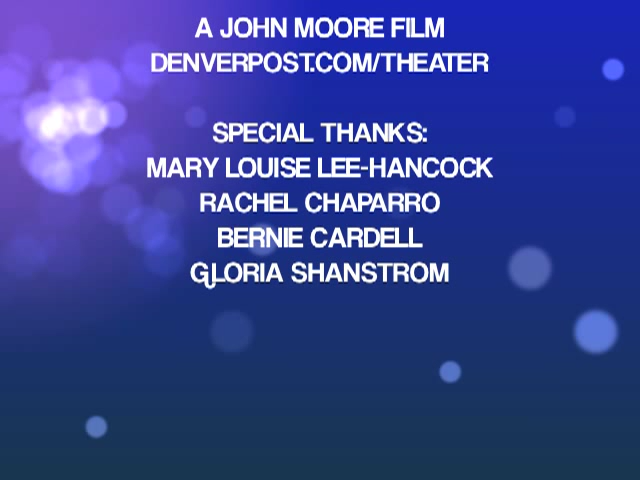 A JOHN MOORE FILM
DENVERPOST.COM/THEATER
SPECIAL THANKS:
MARY LOUISE LEE-HANCOCK
RACHEL CHAPARRO
BERNIE CARDELL
GLORIA SHANSTROM